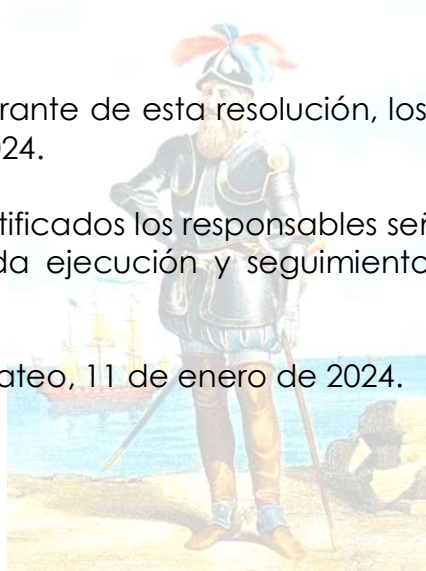 rante de esta resolución, los
24.
tificados los responsables señ
da ejecución y seguimiento
ateo, 11 de enero de 2024.